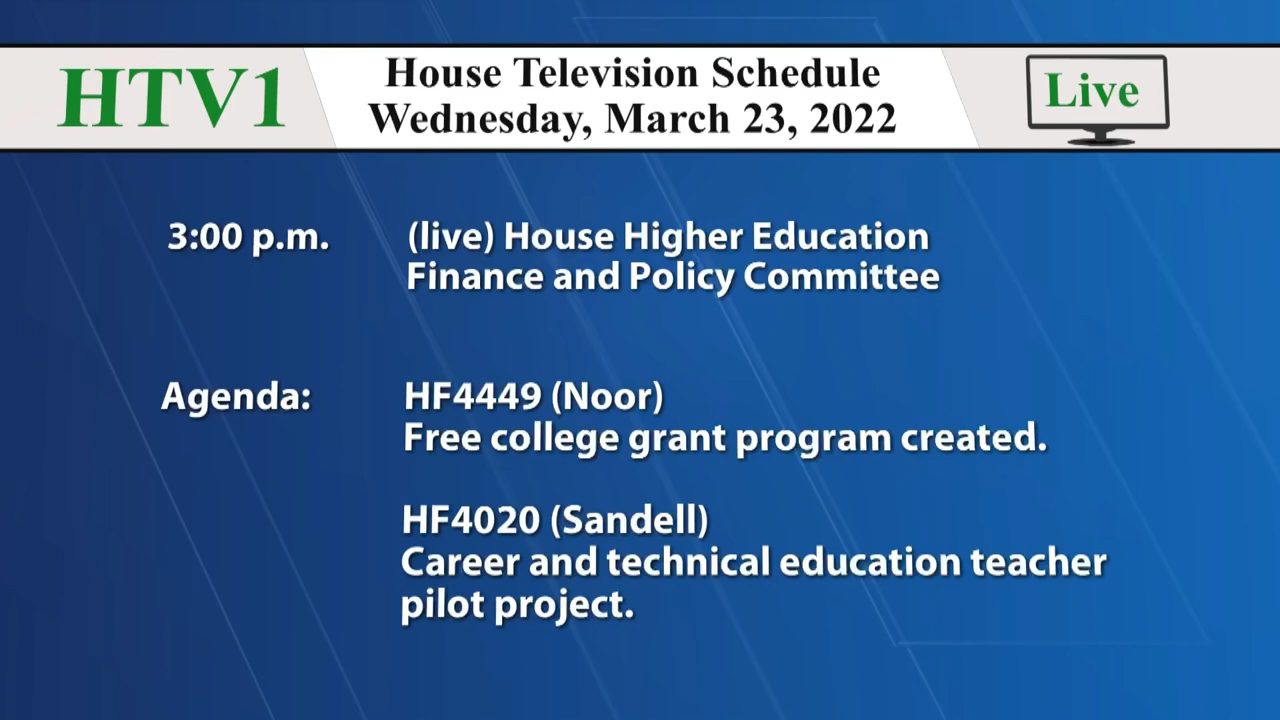 HTV1
House Television Schedule
Wednesday, March 23, 2022
Live
3:00 p.m.
(live) House Higher Education
Finance and Policy Committee
Agenda:
HF4449 (Noor)
Free college grant program created.
HF4020 (Sandell)
Career and technical education teacher
pilot project.